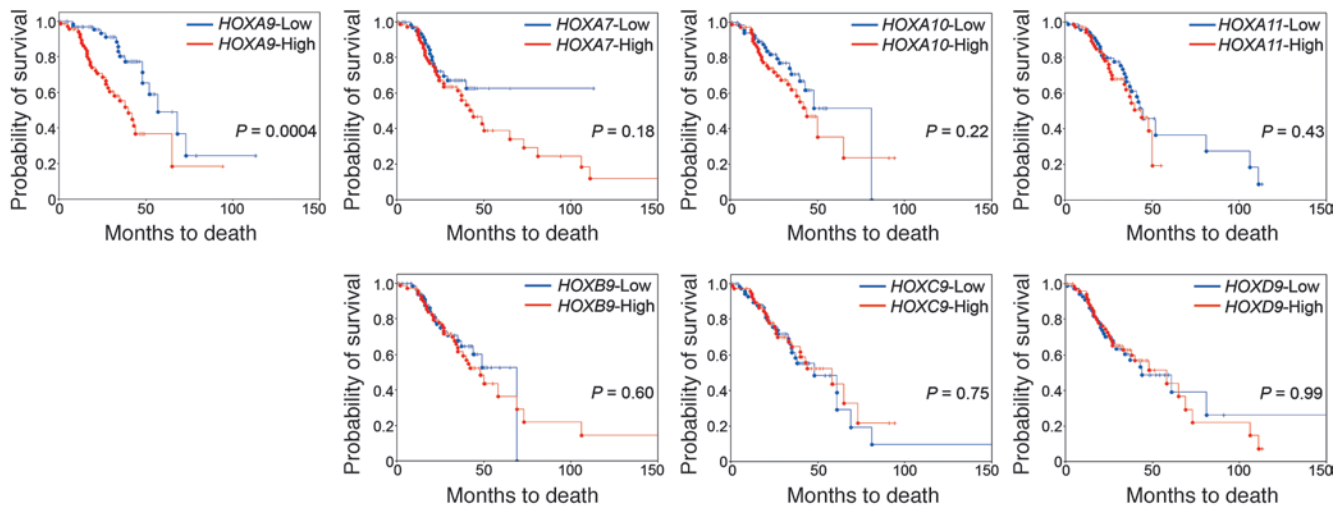 Probability of survival
1.0
0.8
0.6
0.4
0.2
0
50
100
150
HOXA9-Low
HOXA9-High
P = 0.0004
Months to death
Probability of survival
1.0
0.8
0.6
0.4
0.2
0
50
100
150
HOXA7-Low
HOXA7-High
P = 0.18
Months to death
Probability of survival
1.0
0.8
0.6
0.4
0.2
0
50
100
150
HOXA10-Low
HOXA10-High
P = 0.22
Months to death
Probability of survival
1.0
0.8
0.6
0.4
0.2
0
50
100
150
HOXA11-Low
HOXA11-High
P = 0.43
Months to death
Probability of survival
1.0
0.8
0.6
0.4
0.2
0
50
100
150
HOXB9-Low
HOXB9-High
P = 0.60
Months to death
Probability of survival
1.0
0.8
0.6
0.4
0.2
0
50
100
150
HOXC9-Low
HOXC9-High
P = 0.75
Months to death
Probability of survival
1.0
0.8
0.6
0.4
0.2
0
50
100
150
HOXD9-Low
HOXD9-High
P = 0.99
Months to death